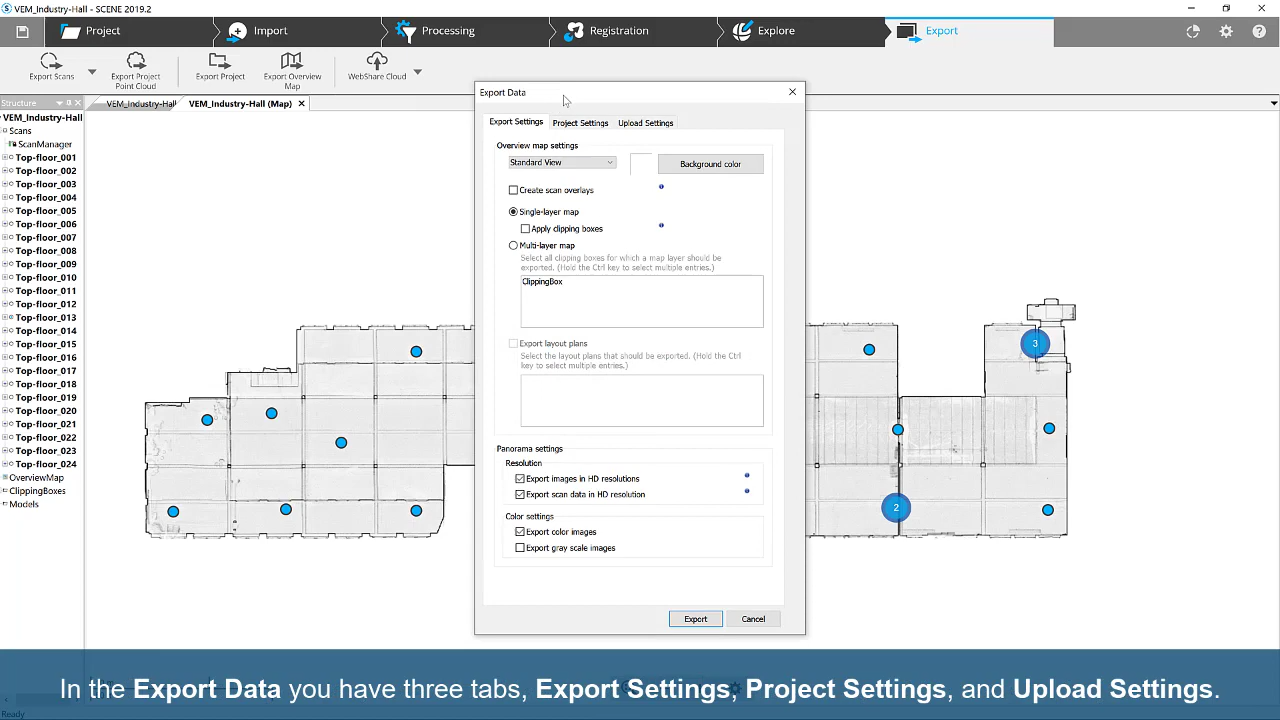 VEM_Industry-Hall - SCENE 2019.2
Project
Import
Processing
Registration
Explore
Export
Export Scans
Export Project
Point Cloud
Export Project
Export Overview
Map
WebShare Cloud
Structure
VEM_Industry-Hall
VEM_Industry-Hall (Map)
VEM_Industry-Hall
Scans
ScanManager
Top-floor_001
Top-floor_002
Top-floor_003
Top-floor_004
Top-floor_005
Top-floor_006
Top-floor_007
Top-floor_008
Top-floor_009
Top-floor_010
Top-floor_011
Top-floor_012
Top-floor_013
Top-floor_014
Top-floor_015
Top-floor_016
Top-floor_017
Top-floor_018
Top-floor_019
Top-floor_020
Top-floor_021
Top-floor_022
Top-floor_023
Top-floor_024
OverviewMap
ClippingBoxes
Models
Export Data
Export Settings
Project Settings
Upload Settings
Overview map settings
Standard View
Background color
Create scan overlays
Single-layer map
Apply clipping boxes
Multi-layer map
Select all clipping boxes for which a map layer should be
exported. (Hold the Ctrl key to select multiple entries.)
ClippingBox
Export layout plans
Select the layout plans that should be exported. (Hold the Ctrl
key to select multiple entries.)
Panorama settings
Resolution
Export images in HD resolutions
Export scan data in HD resolution
Color settings
Export color images
Export gray scale images
Export
Cancel
3
2
In the Export Data you have three tabs, Export Settings, Project Settings, and Upload Settings.
Ready